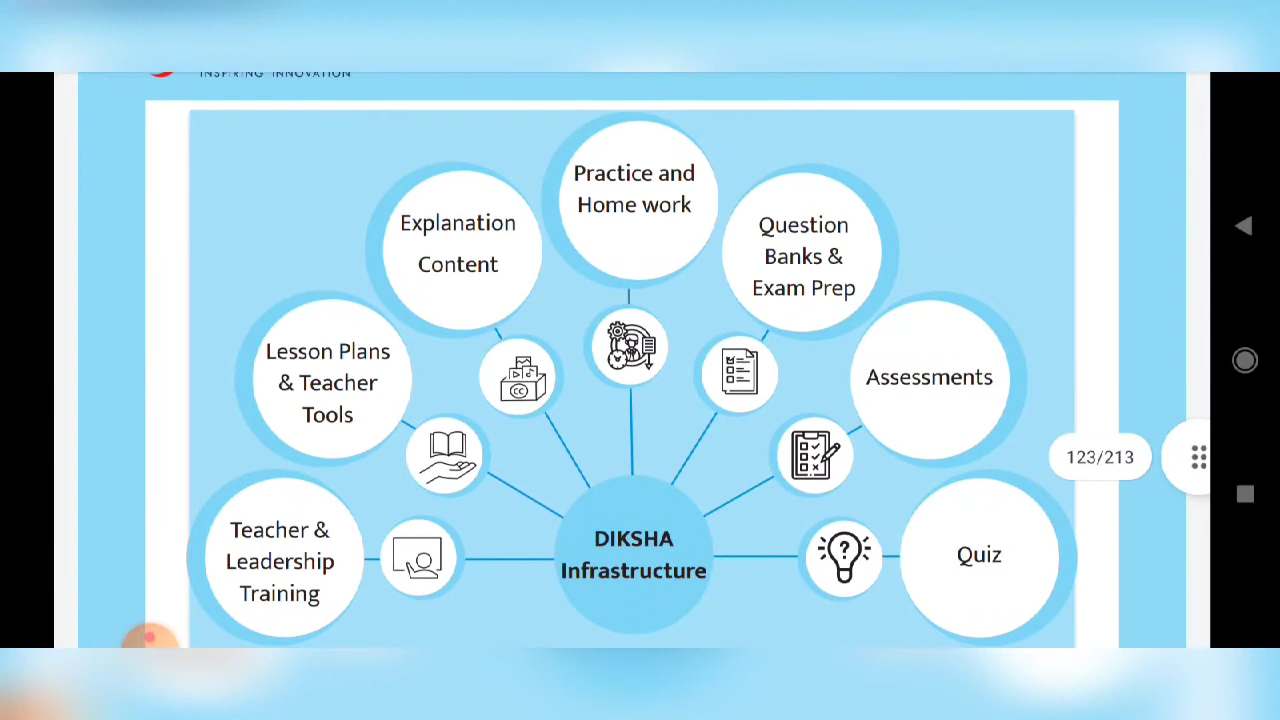 INSPIRING INNOVATION
Practice and
Home work
Explanation
Content
Question
Banks &
Exam Prep
Lesson Plans
& Teacher
Tools
Assessments
123/213
Teacher &
Leadership
Training
DIKSHA
Infrastructure
Quiz
CC
?